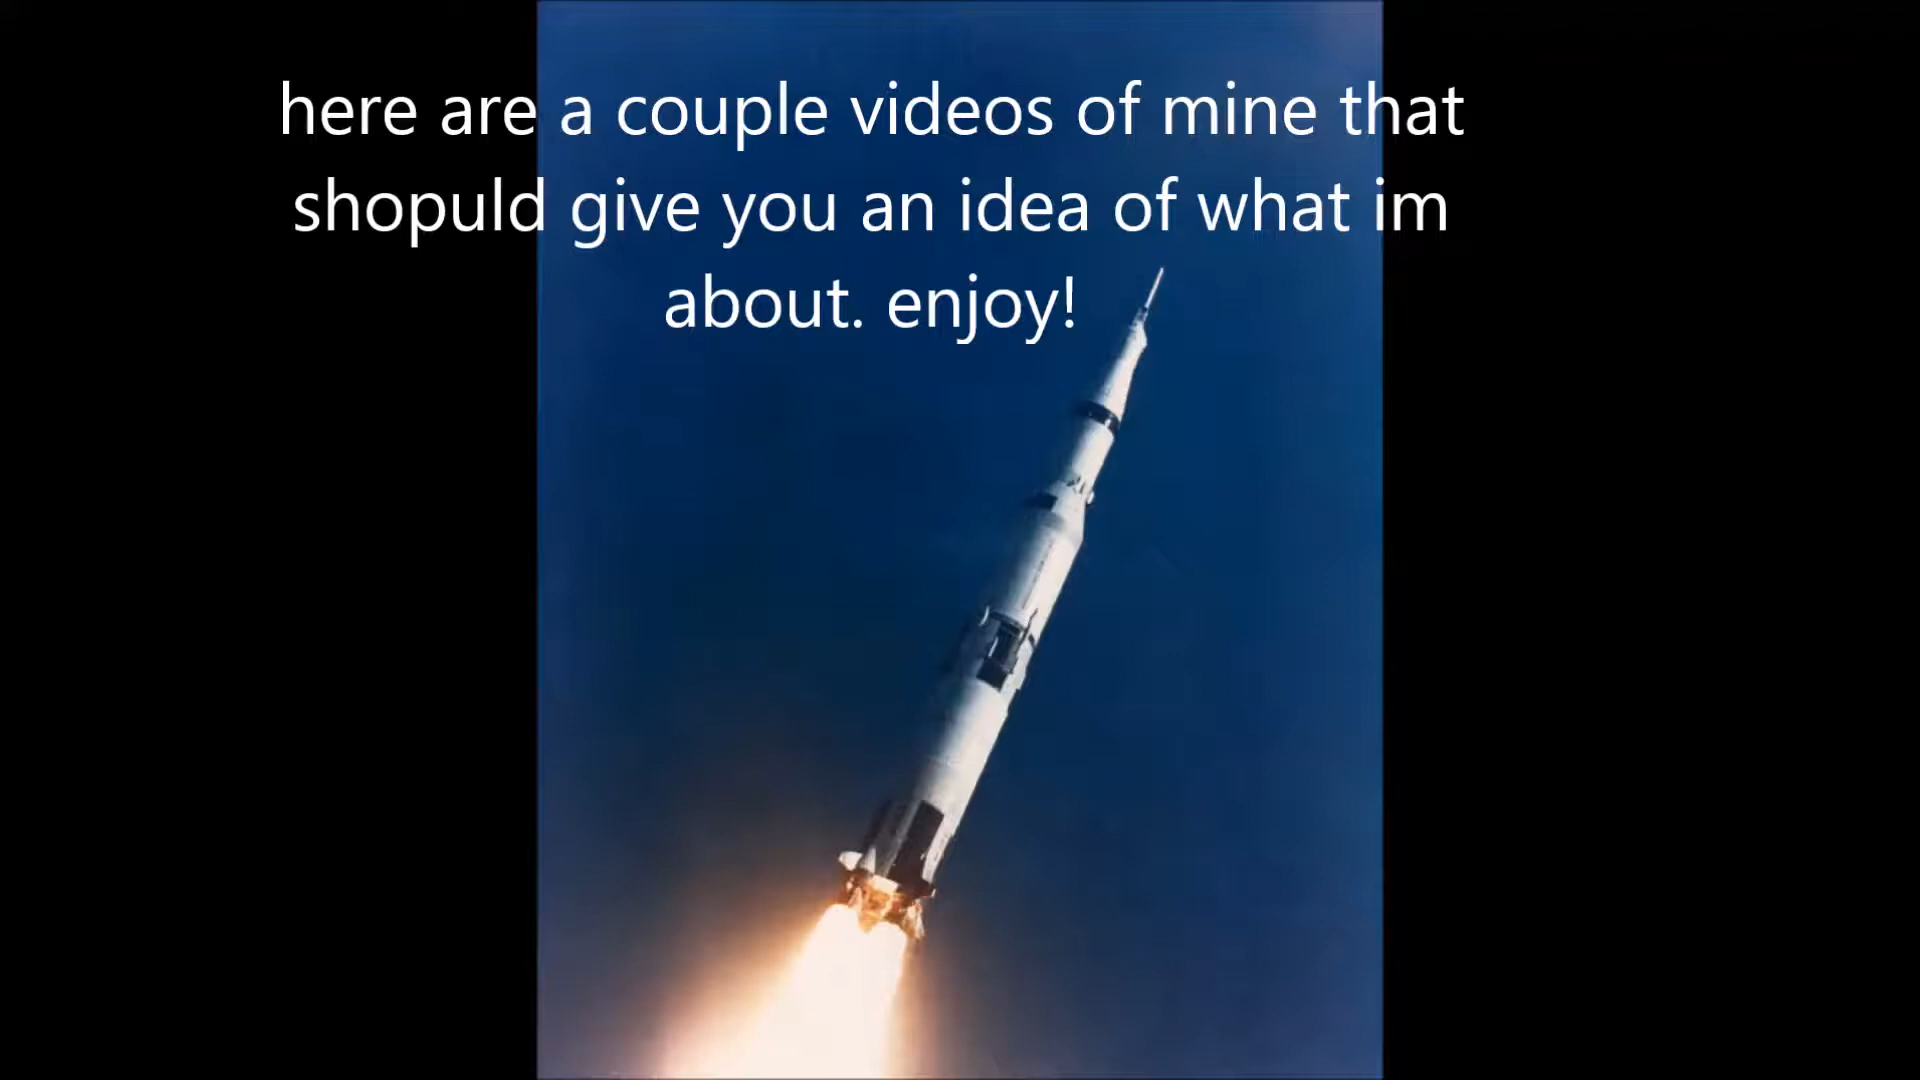 here are a couple videos of mine that
shopuld give you an idea of what im
about. enjoy!